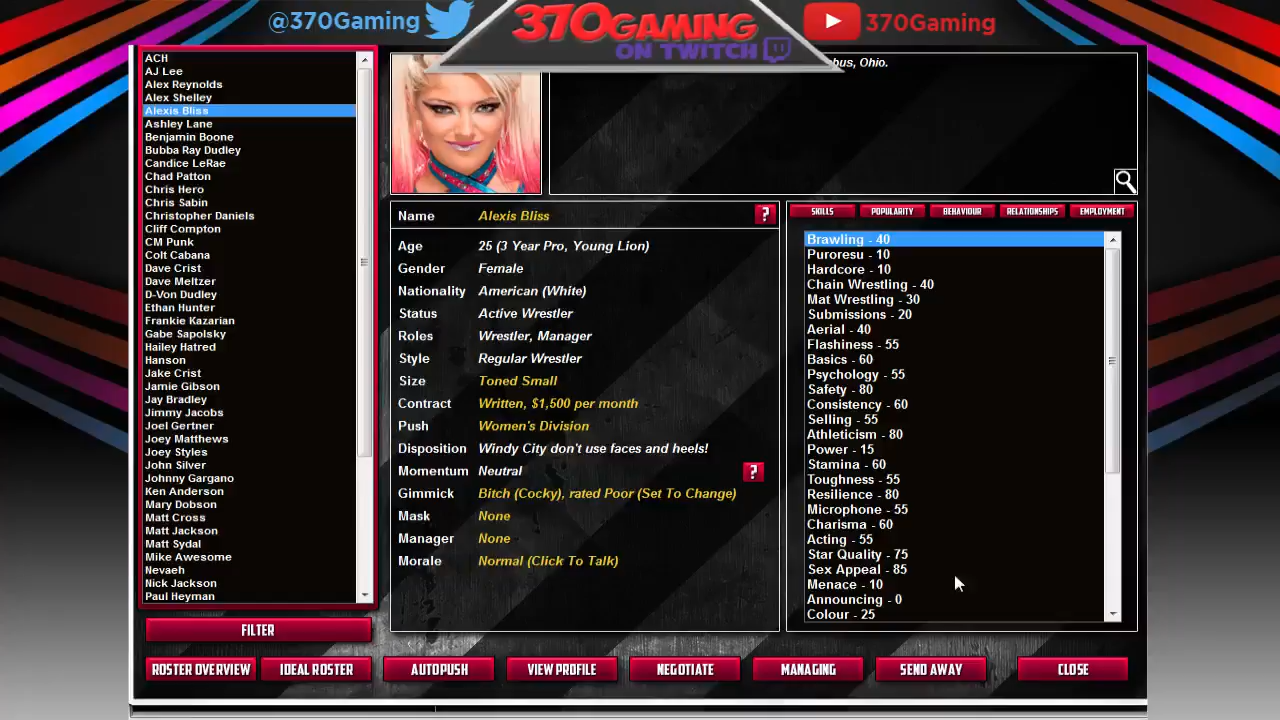 @370Gaming
370GAMING
ON TWITCH
370Gaming
ACH
AJ Lee
Alex Reynolds
Alex Shelley
Alexis Bliss
Ashley Lane
Benjamin Boone
Bubba Ray Dudley
Candice LeRae
Chad Patton
Chris Hero
Chris Sabin
Christopher Daniels
Cliff Compton
CM Punk
Colt Cabana
Dave Crist
Dave Meltzer
D-Von Dudley
Ethan Hunter
Frankie Kazarian
Gabe Sapolsky
Hailey Hatred
Hanson
Jake Crist
Jamie Gibson
Jay Bradley
Jimmy Jacobs
Joel Gertner
Joey Matthews
Joey Styles
John Silver
Johnny Gargano
Ken Anderson
Mary Dobson
Matt Cross
Matt Jackson
Matt Sydal
Mike Awesome
Nevaeh
Nick Jackson
Paul Heyman
FILTER
bus, Ohio.
Name Alexis Bliss ?
Age 25 (3 Year Pro, Young Lion)
Gender Female
Nationality American (White)
Status Active Wrestler
Roles Wrestler, Manager
Style Regular Wrestler
Size Toned Small
Contract Written, $1,500 per month
Push Women's Division
Disposition Windy City don't use faces and heels!
Momentum Neutral ?
Gimmick Bitch (Cocky), rated Poor (Set To Change)
Mask None
Manager None
Morale Normal (Click To Talk)
SKILLS POPULARITY BEHAVIOUR RELATIONSHIPS EMPLOYMENT
Brawling - 40
Puroresu - 10
Hardcore - 10
Chain Wrestling - 40
Mat Wrestling - 30
Submissions - 20
Aerial - 40
Flashiness - 55
Basics - 60
Psychology - 55
Safety - 80
Consistency - 60
Selling - 55
Athleticism - 80
Power - 15
Stamina - 60
Toughness - 55
Resilience - 80
Microphone - 55
Charisma - 60
Acting - 55
Star Quality - 75
Sex Appeal - 85
Menace - 10
Announcing - 0
Colour - 25
ROSTER OVERVIEW IDEAL ROSTER AUTOPUSH VIEW PROFILE NEGOTIATE MANAGING SEND AWAY CLOSE